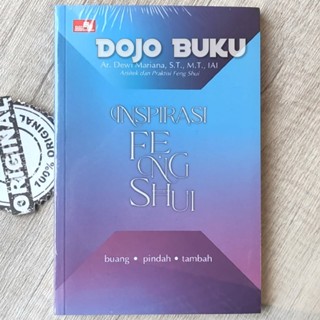 DOJO BUKU
Ar. Dewi Mariana, S.T., M.T., IAI
Arsitek dan Praktisi Feng Shui
INSPIRASI
FE
NG
SHUI
buang • pindah • tambah
ORIGINAL
100% ORIGINAL